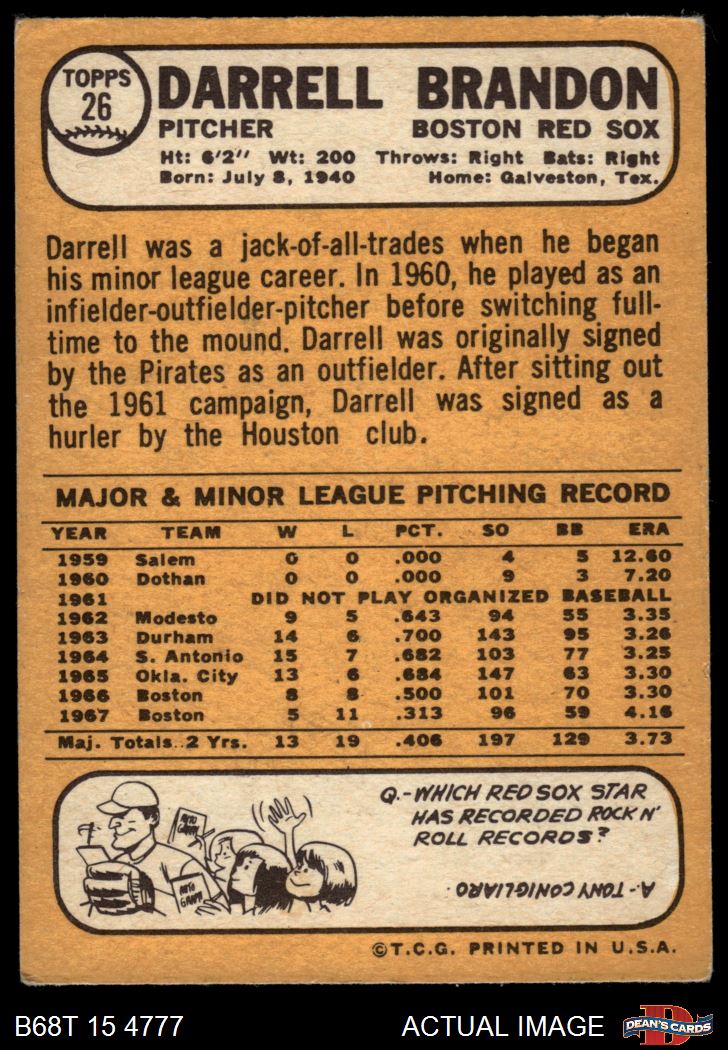 TOPPS
26
DARRELL BRANDON
PITCHER BOSTON RED SOX
Ht: 6'2" Wt: 200 Throws: Right Bats: Right
Born: July 8, 1940 Home: Galveston, Tex.
Darrell was a jack-of-all-trades when he began
his minor league career. In 1960, he played as an
infielder-outfielder-pitcher before switching full-
time to the mound. Darrell was originally signed
by the Pirates as an outfielder. After sitting out
the 1961 campaign, Darrell was signed as a
hurler by the Houston club.
MAJOR & MINOR LEAGUE PITCHING RECORD
YEAR TEAM W L PCT. SO BB ERA
1959 Salem 0 0 .000 4 5 12.60
1960 Dothan 0 0 .000 9 3 7.20
1961 DID NOT PLAY ORGANIZED BASEBALL
1962 Modesto 9 5 .643 94 55 3.35
1963 Durham 14 6 .700 143 95 3.26
1964 S. Antonio 15 7 .682 103 77 3.25
1965 Okla. City 13 6 .684 147 63 3.30
1966 Boston 8 8 .500 101 70 3.30
1967 Boston 5 11 .313 96 59 4.16
Maj. Totals..2 Yrs. 13 19 .406 197 129 3.73
AUTO
GRAPH
AUTO
GRAPH
Q.-WHICH RED SOX STAR
HAS RECORDED ROCK N'
ROLL RECORDS?
A-TONY CONIGLIARO.
©T.C.G. PRINTED IN U.S.A.
B68T 15 4777 ACTUAL IMAGE
D
DEAN'S CARDS